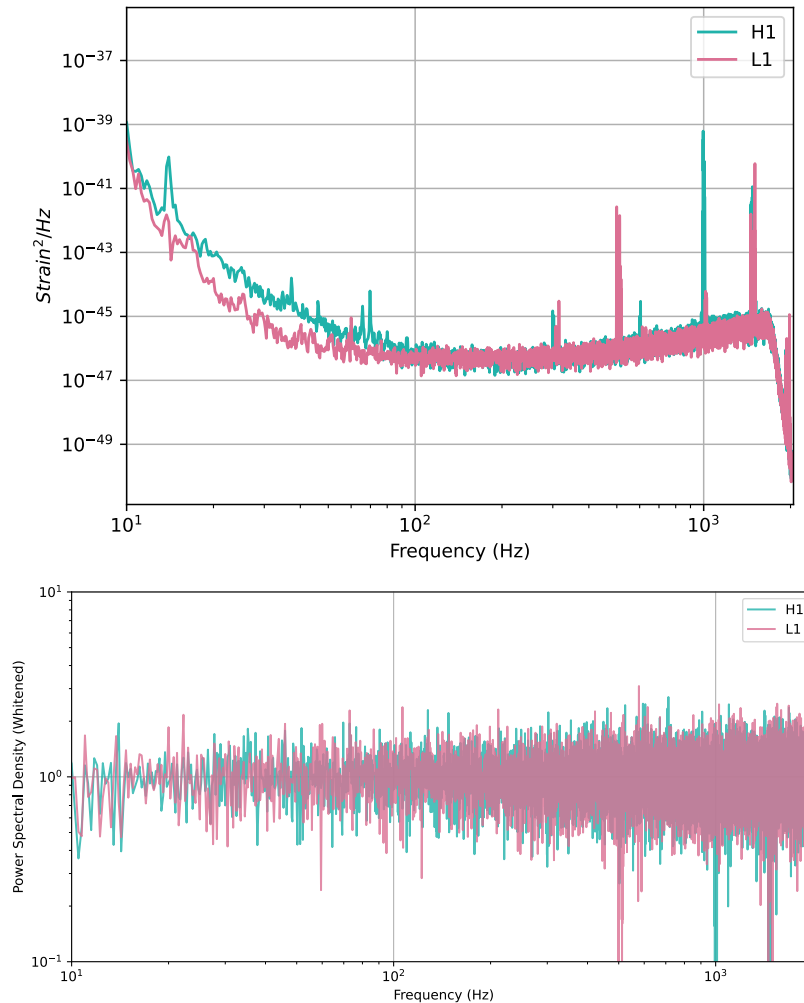 H1
L1
10^{-37}
10^{-39}
10^{-41}
10^{-43}
10^{-45}
10^{-47}
10^{-49}
Strain^2/Hz
10^1
10^2
10^3
Frequency (Hz)
10^1
H1
L1
10^0
10^{-1}
Power Spectral Density (Whitened)
10^1
10^2
10^3
Frequency (Hz)